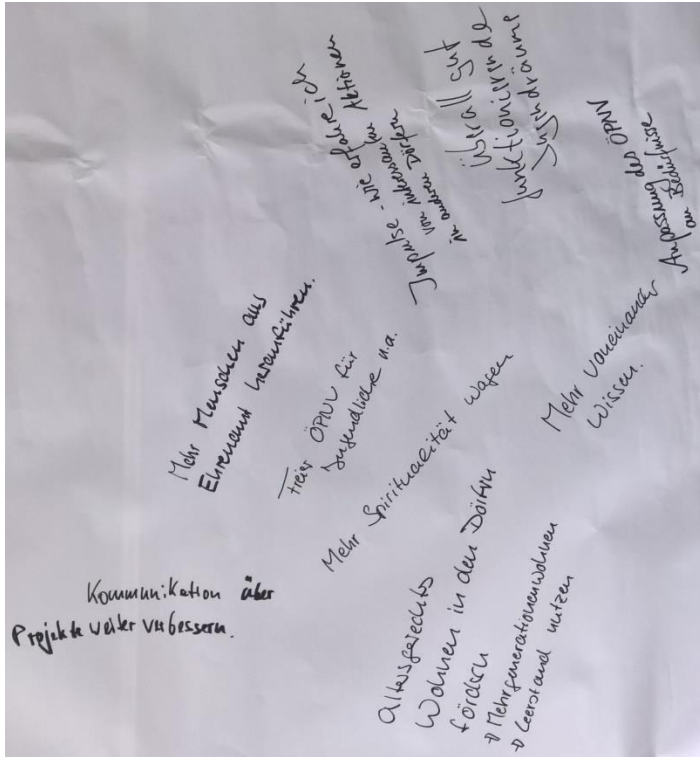 Impulse - wie erfahre ich
von interessanten Aktionen
in anderen Dörfern
Überall gut
funktionierende
Jugendräume
Anpassung des ÖPNV
an Bedürfnisse
Mehr Menschen ans
Ehrenamt heranführen.
Freier ÖPNV für
Jugendliche u.a.
Mehr Spiritualität wagen
Mehr voneinander
wissen.
Kommunikation über
Projekte weiter verbessern.
Altersgerechtes
Wohnen in den Dörfern
fördern
→ Mehrgenerationenwohnen
→ Leerstand nutzen